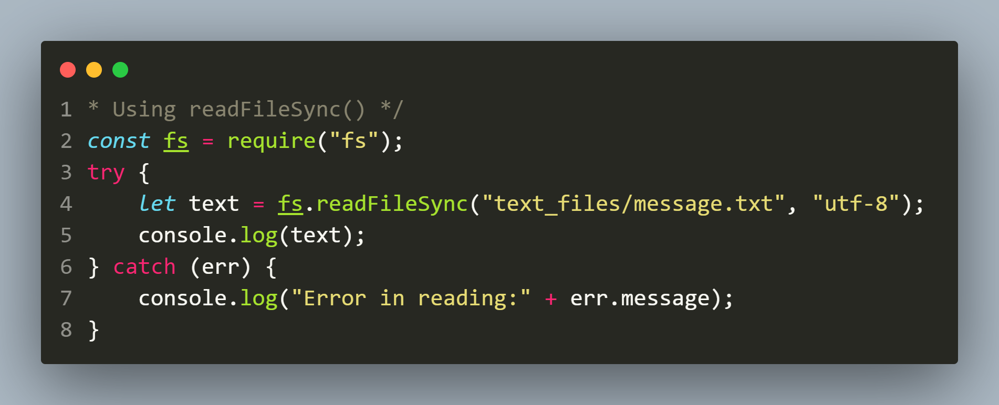 1 * Using readFileSync() */
2 const fs = require("fs");
3 try {
4     let text = fs.readFileSync("text_files/message.txt", "utf-8");
5     console.log(text);
6 } catch (err) {
7     console.log("Error in reading:" + err.message);
8 }